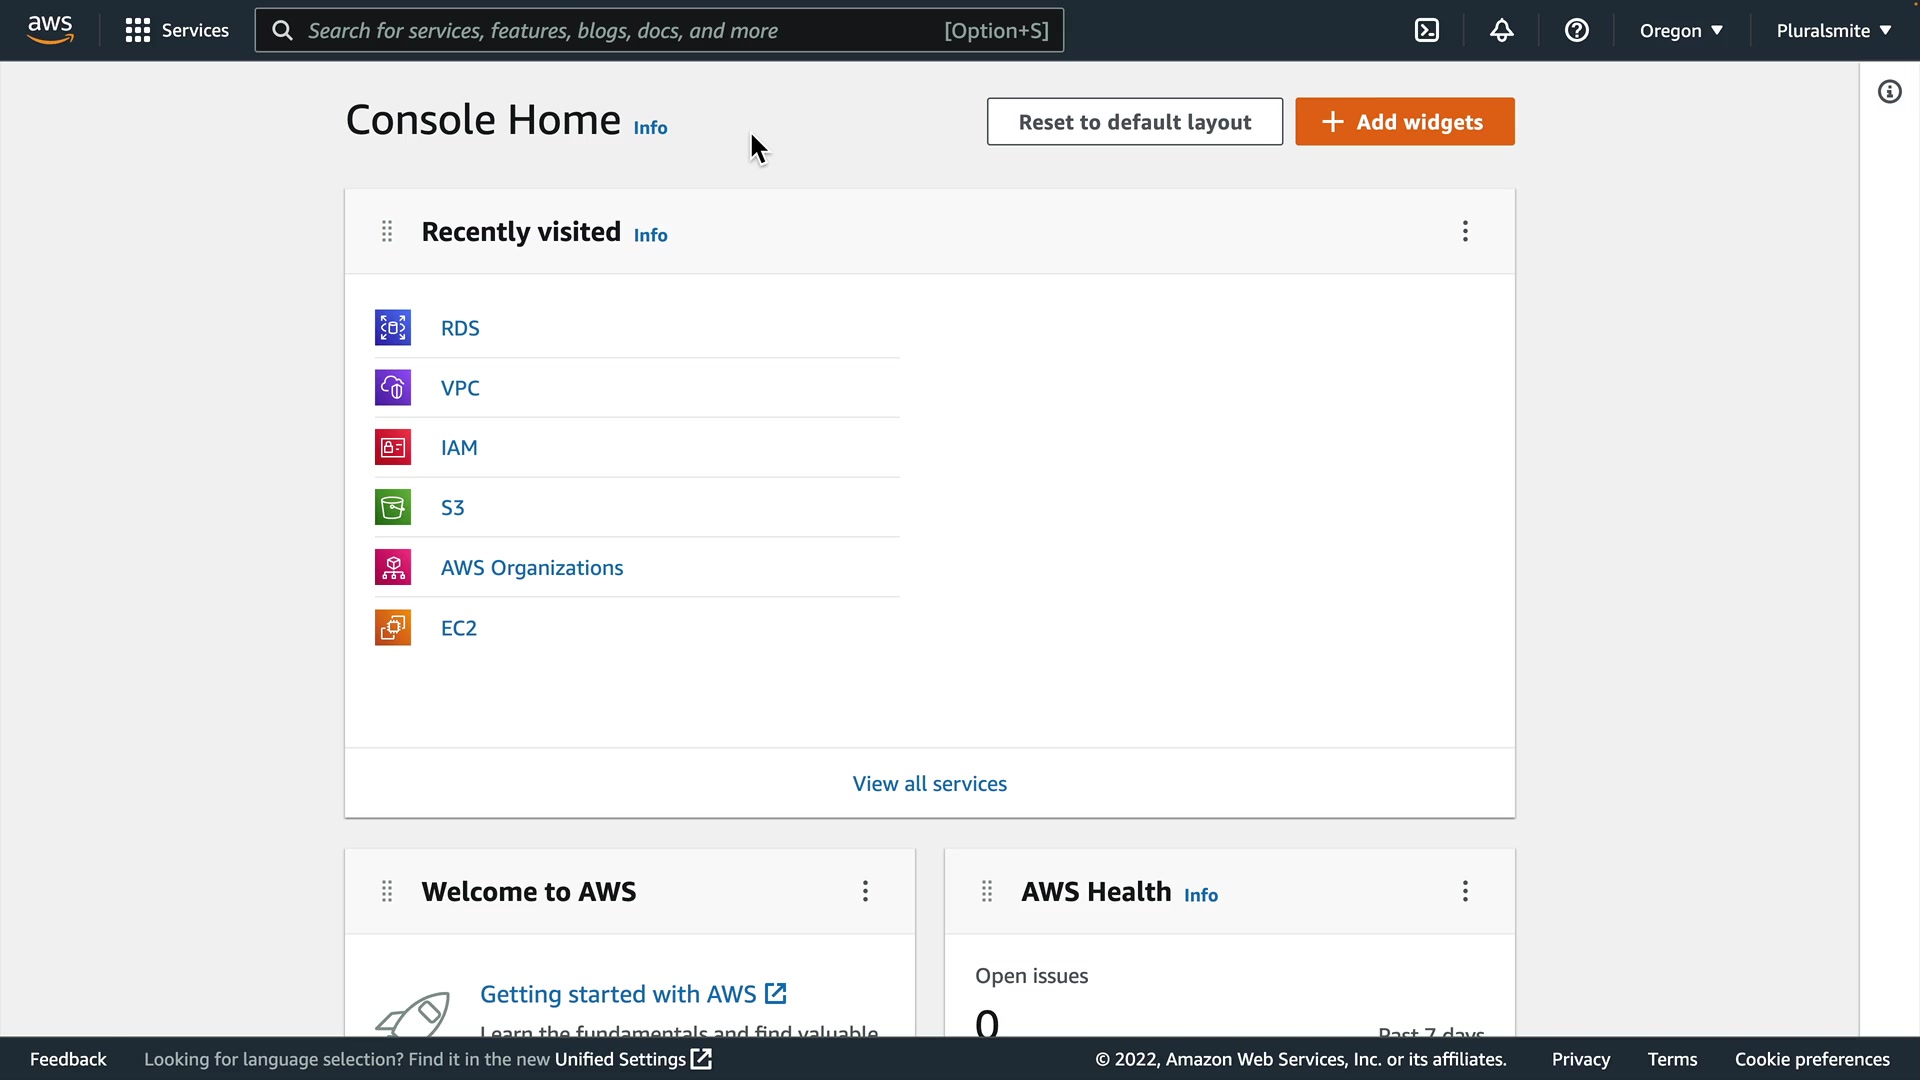 aws
Services
Search for services, features, blogs, docs, and more
[Option+S]
Oregon ▼
Pluralsmite ▼
Console Home Info
Reset to default layout
+ Add widgets
Recently visited Info
RDS
VPC
IAM
S3
AWS Organizations
EC2
View all services
Welcome to AWS
AWS Health Info
Getting started with AWS
Learn the fundamentals and find valuable
Open issues
0
Past 7 days
Feedback
Looking for language selection? Find it in the new Unified Settings
© 2022, Amazon Web Services, Inc. or its affiliates.
Privacy
Terms
Cookie preferences